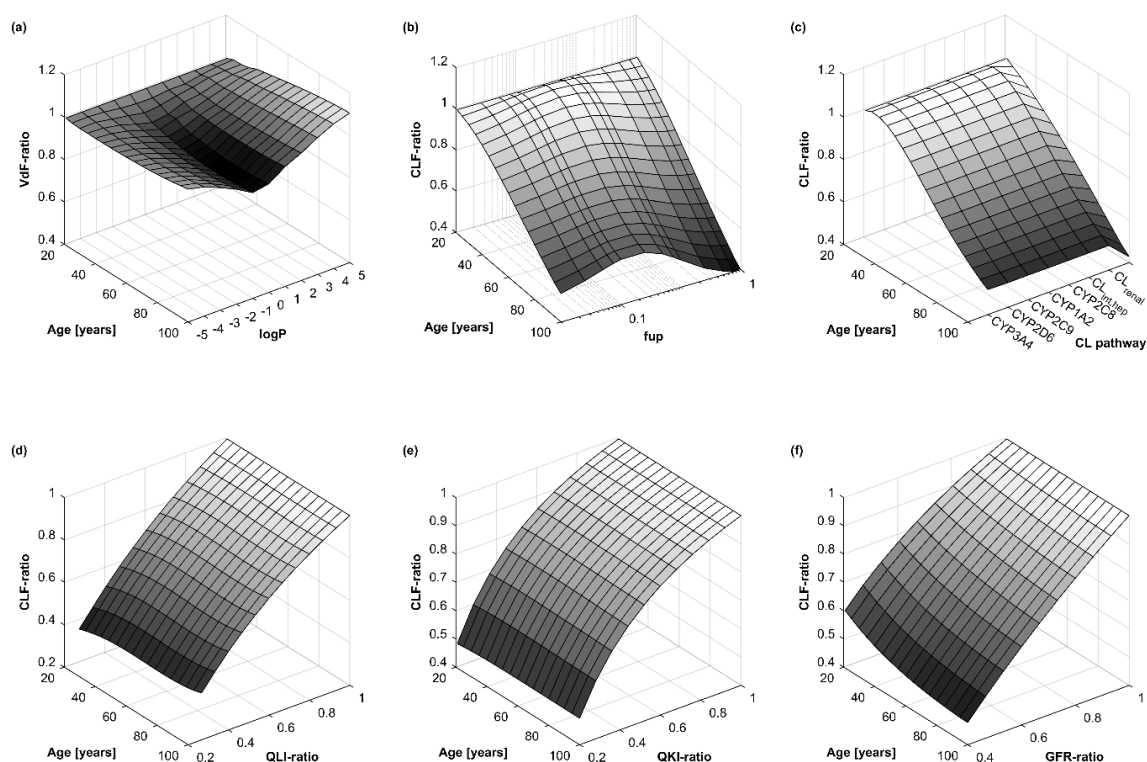 (a)
1.2
1
0.8
0.6
0.4
VdF-ratio
20
40
60
80
100
Age [years]
-5 -4 -3 -2 -1 0 1 2 3 4 5
logP
(b)
1.2
1
0.8
0.6
0.4
CLF-ratio
20
40
60
80
100
Age [years]
0.1
1
fup
(c)
1.2
1
0.8
0.6
0.4
CLF-ratio
20
40
60
80
100
Age [years]
CYP3A4
CYP2D6
CYP2C9
CYP1A2
CYP2C8
CLint,hep
CLrenal
CL pathway
(d)
1
0.8
0.6
0.4
0.2
CLF-ratio
20
40
60
80
100
Age [years]
0.2
0.4
0.6
0.8
1
QLI-ratio
(e)
1
0.9
0.8
0.7
0.6
0.5
0.4
CLF-ratio
20
40
60
80
100
Age [years]
0.2
0.4
0.6
0.8
1
QKI-ratio
(f)
1
0.9
0.8
0.7
0.6
0.5
0.4
CLF-ratio
20
40
60
80
100
Age [years]
0.4
0.6
0.8
1
GFR-ratio